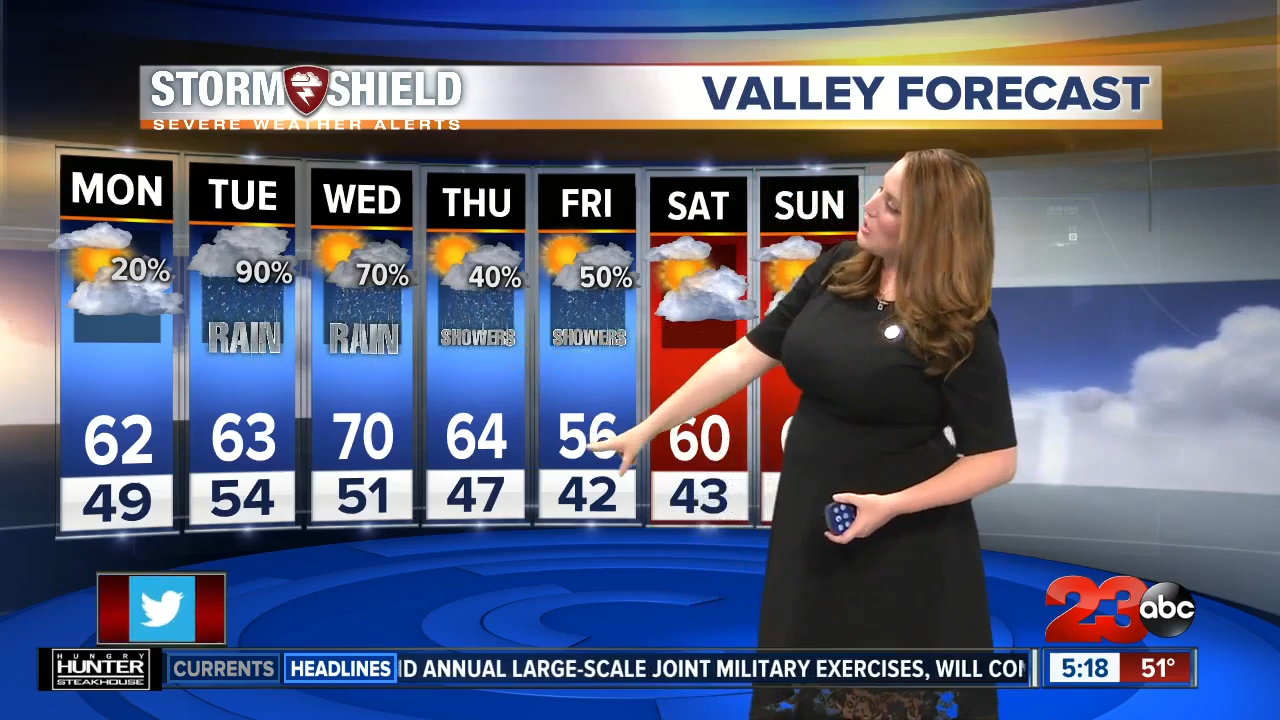 STORM SHIELD
SEVERE WEATHER ALERTS
VALLEY FORECAST
MON TUE WED THU FRI SAT SUN
20% 90% 70% 40% 50%
RAIN RAIN SHOWERS SHOWERS
62 63 70 64 56 60
49 54 51 47 42 43
23 abc
HUNGRY
HUNTER
STEAKHOUSE
CURRENTS HEADLINES ID ANNUAL LARGE-SCALE JOINT MILITARY EXERCISES, WILL CON 5:18 51°